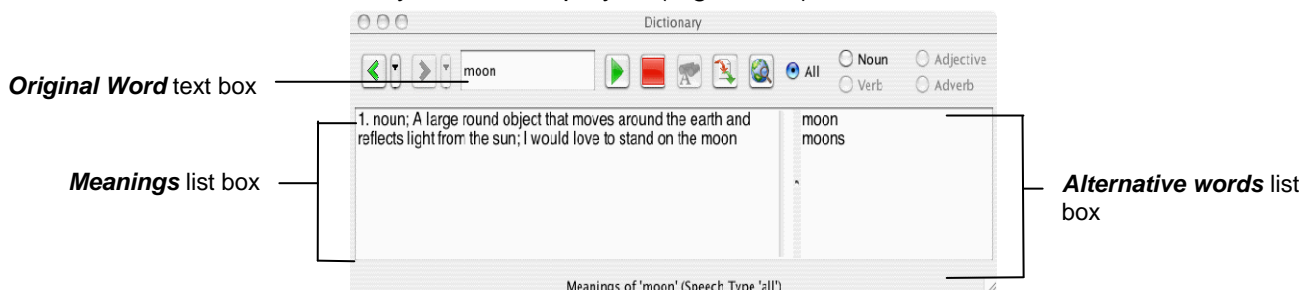 Dictionary
moon
All
Noun
Adjective
Verb
Adverb
Original Word text box
1. noun; A large round object that moves around the earth and
reflects light from the sun; I would love to stand on the moon
moon
moons
Meanings list box
Alternative words list
box
Meanings of 'moon' (Speech Type 'all')